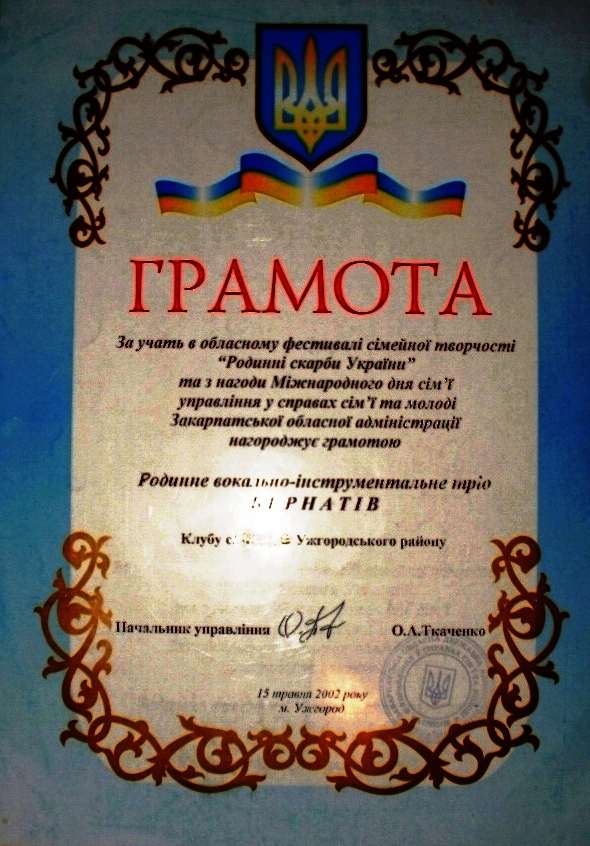 ГРАМОТА
За учать в обласному фестивалі сімейної творчості
“Родинні скарби України”
та з нагоди Міжнародного дня сім’ї
управління у справах сім’ї та молоді
Закарпатської обласної адміністрації
нагороджує грамотою
Родинне вокально-інструментальне тріо
Клубу с. Ужгородського району
Начальник управління О.А.Ткаченко
15 травня 2002 року
м. Ужгород